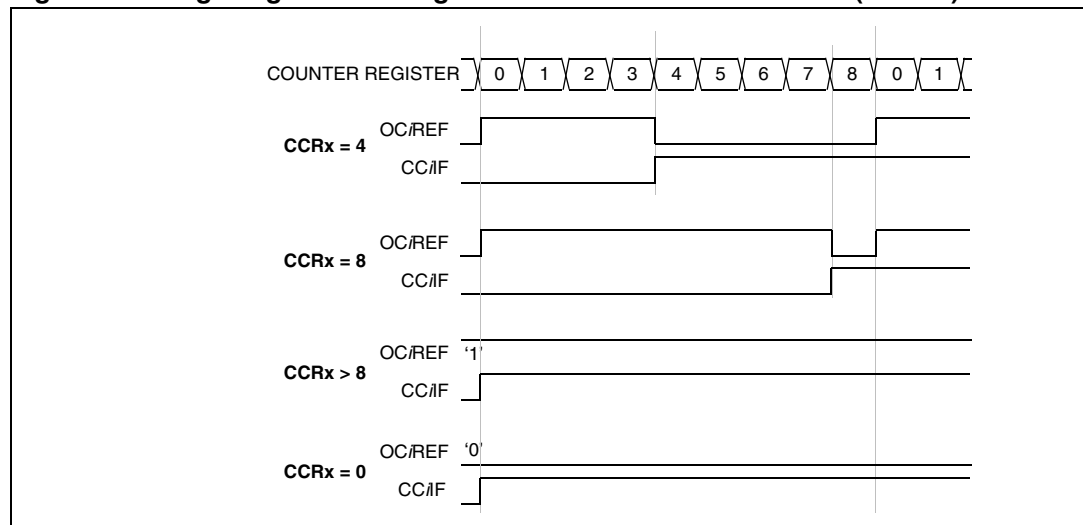 COUNTER REGISTER 0 1 2 3 4 5 6 7 8 0 1
CCRx = 4
OCiREF
CCiIF
CCRx = 8
OCiREF
CCiIF
CCRx > 8
OCiREF ‘1’
CCiIF
CCRx = 0
OCiREF ‘0’
CCiIF